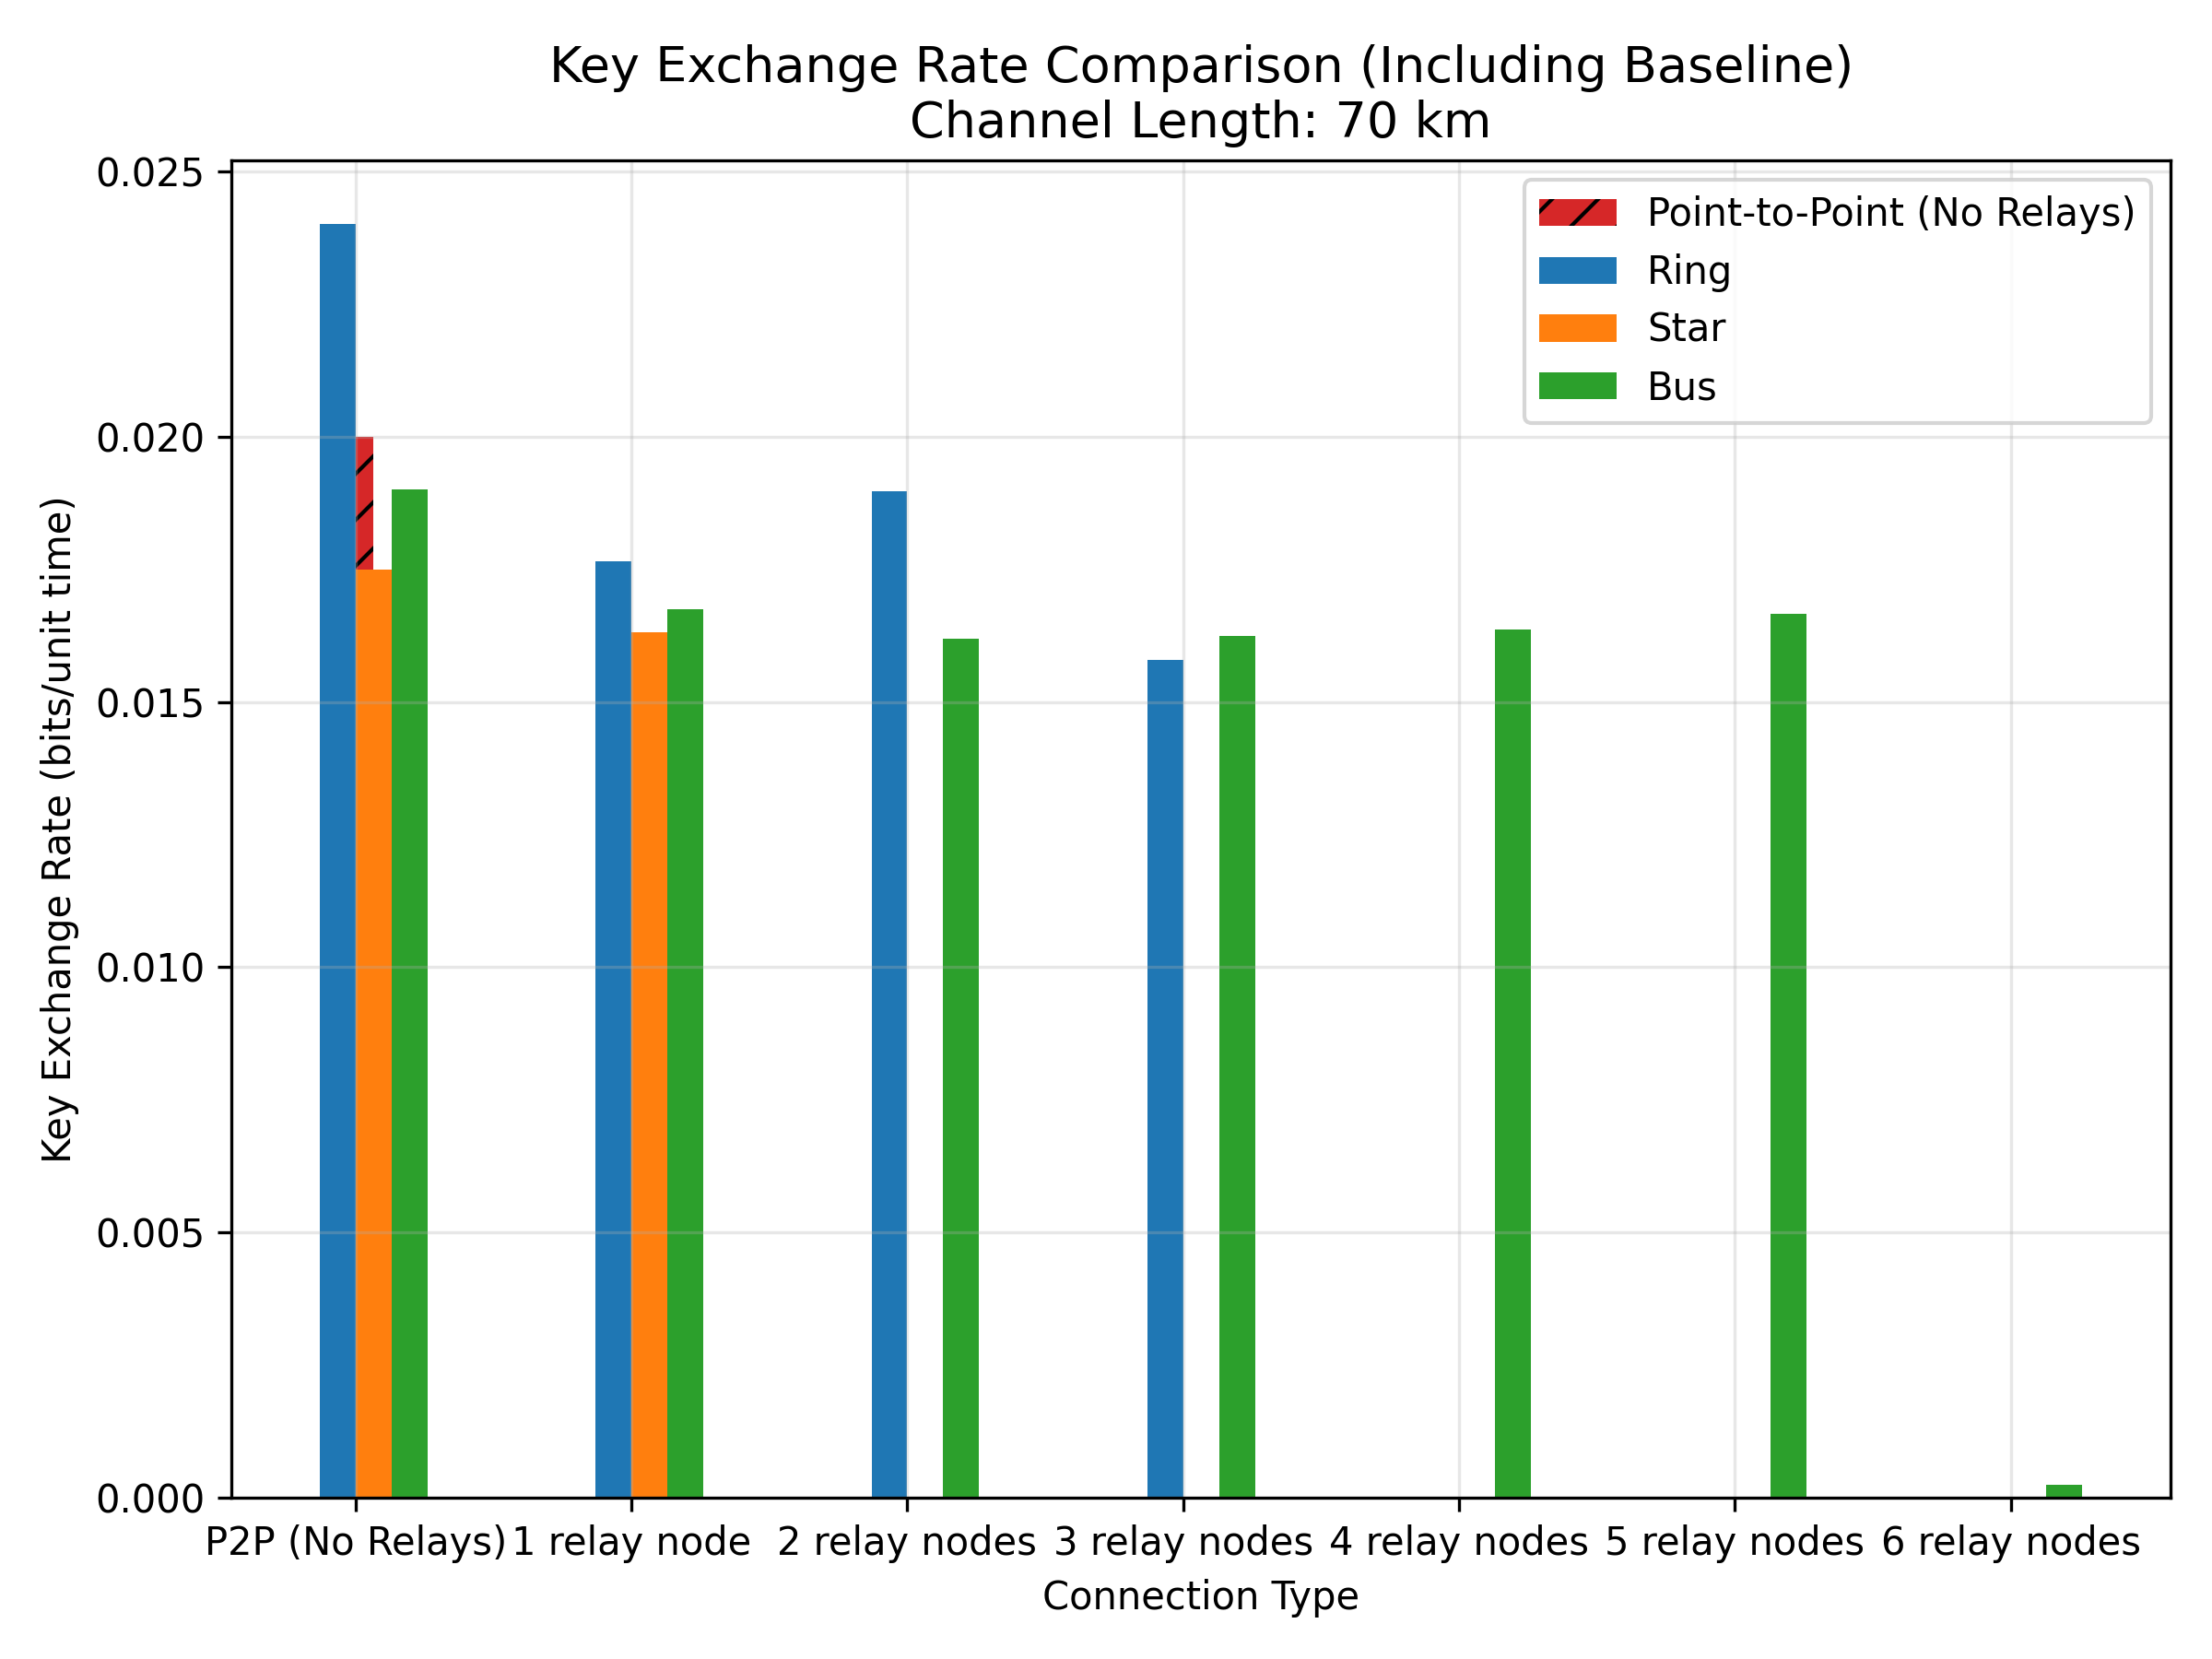 Key Exchange Rate Comparison (Including Baseline)
Channel Length: 70 km
Key Exchange Rate (bits/unit time)
0.025
0.020
0.015
0.010
0.005
0.000
Point-to-Point (No Relays)
Ring
Star
Bus
P2P (No Relays)
1 relay node
2 relay nodes
3 relay nodes
4 relay nodes
5 relay nodes
6 relay nodes
Connection Type